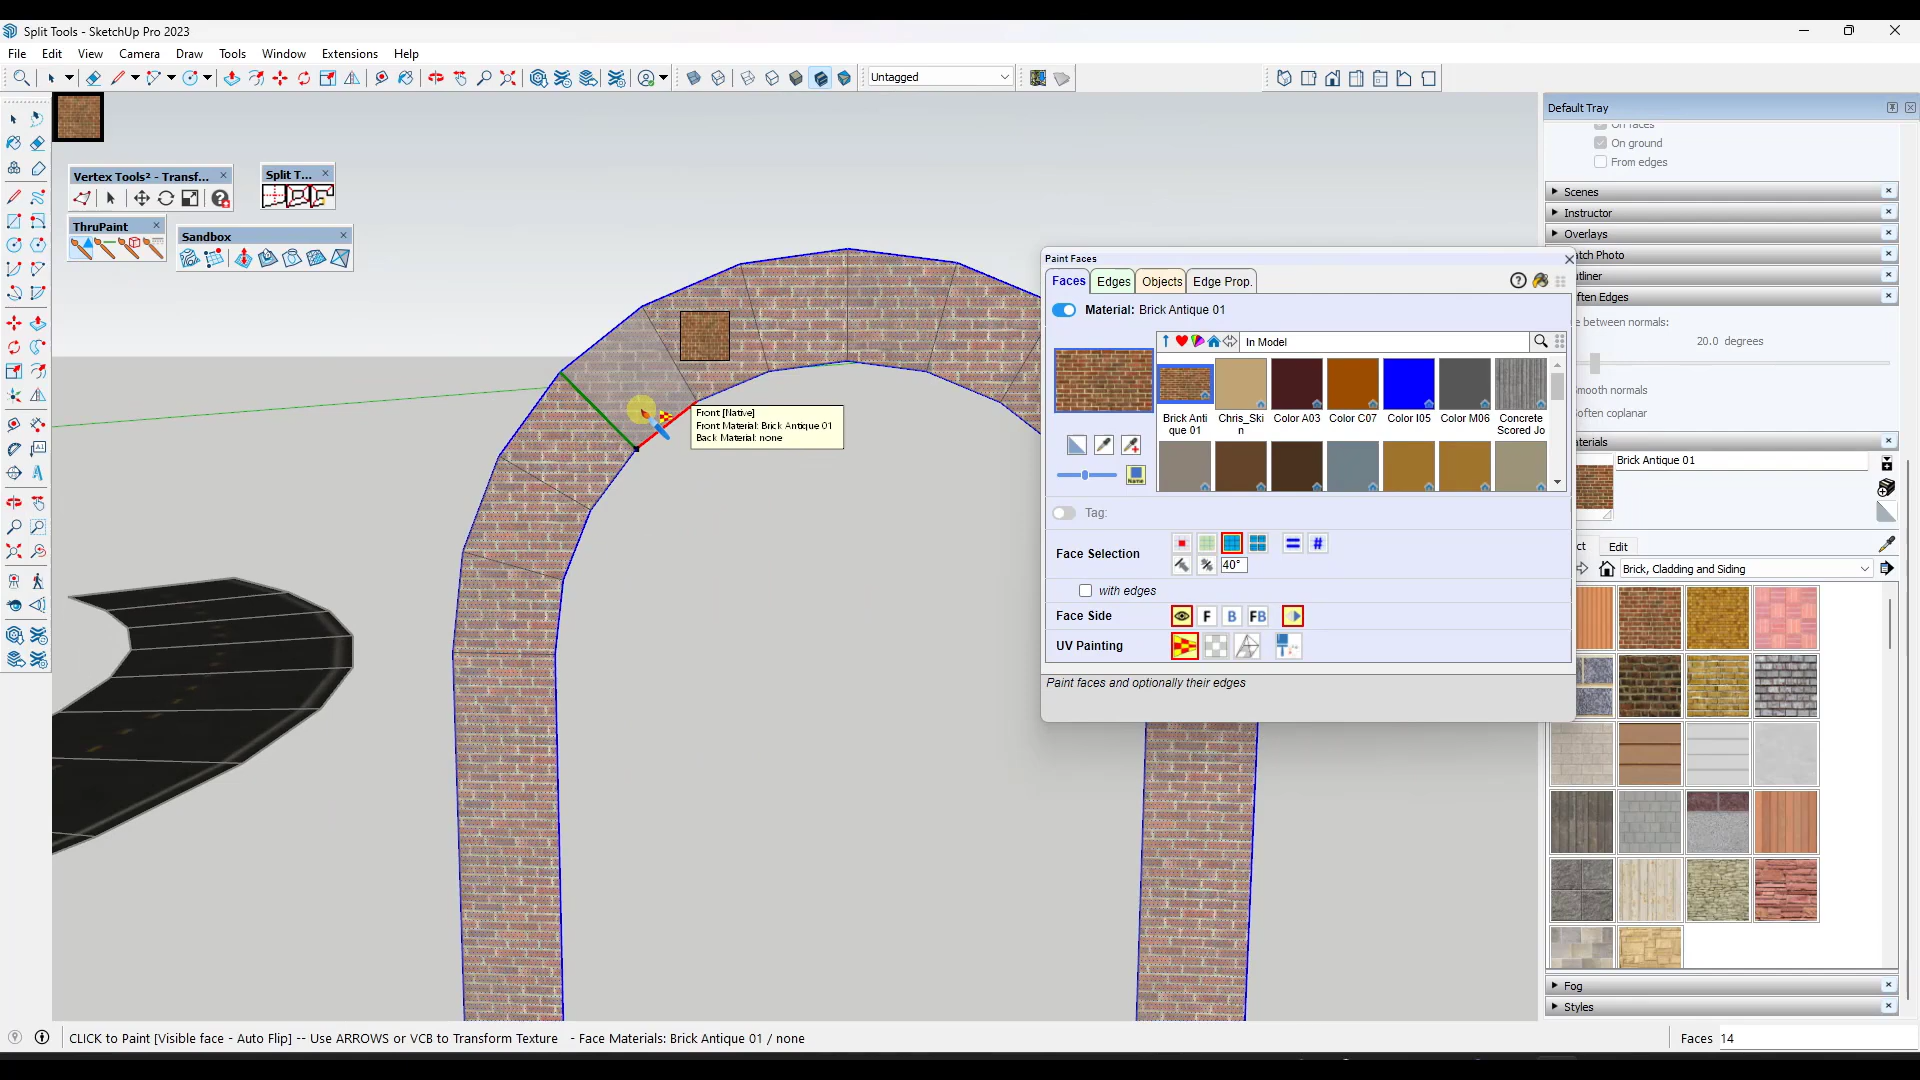 Split Tools - SketchUp Pro 2023
File Edit View Camera Draw Tools Window Extensions Help
Untagged
Default Tray
On faces
On ground
From edges
Scenes
Instructor
Overlays
atch Photo
utliner
ften Edges
e between normals:
20.0 degrees
mooth normals
often coplanar
aterials
Brick Antique 01
ct Edit
Brick, Cladding and Siding
Fog
Styles
Vertex Tools² - Transf...
Split T...
ThruPaint
Sandbox
Front [Native]
Front Material: Brick Antique 01
Back Material: none
Paint Faces
Faces Edges Objects Edge Prop.
Material: Brick Antique 01
In Model
Brick Anti
que 01
Chris_Ski
n
Color A03
Color C07
Color I05
Color M06
Concrete
Scored Jo
Name
Tag:
Face Selection
40°
with edges
Face Side
F B FB
UV Painting
Paint faces and optionally their edges
CLICK to Paint [Visible face - Auto Flip] -- Use ARROWS or VCB to Transform Texture - Face Materials: Brick Antique 01 / none
Faces 14